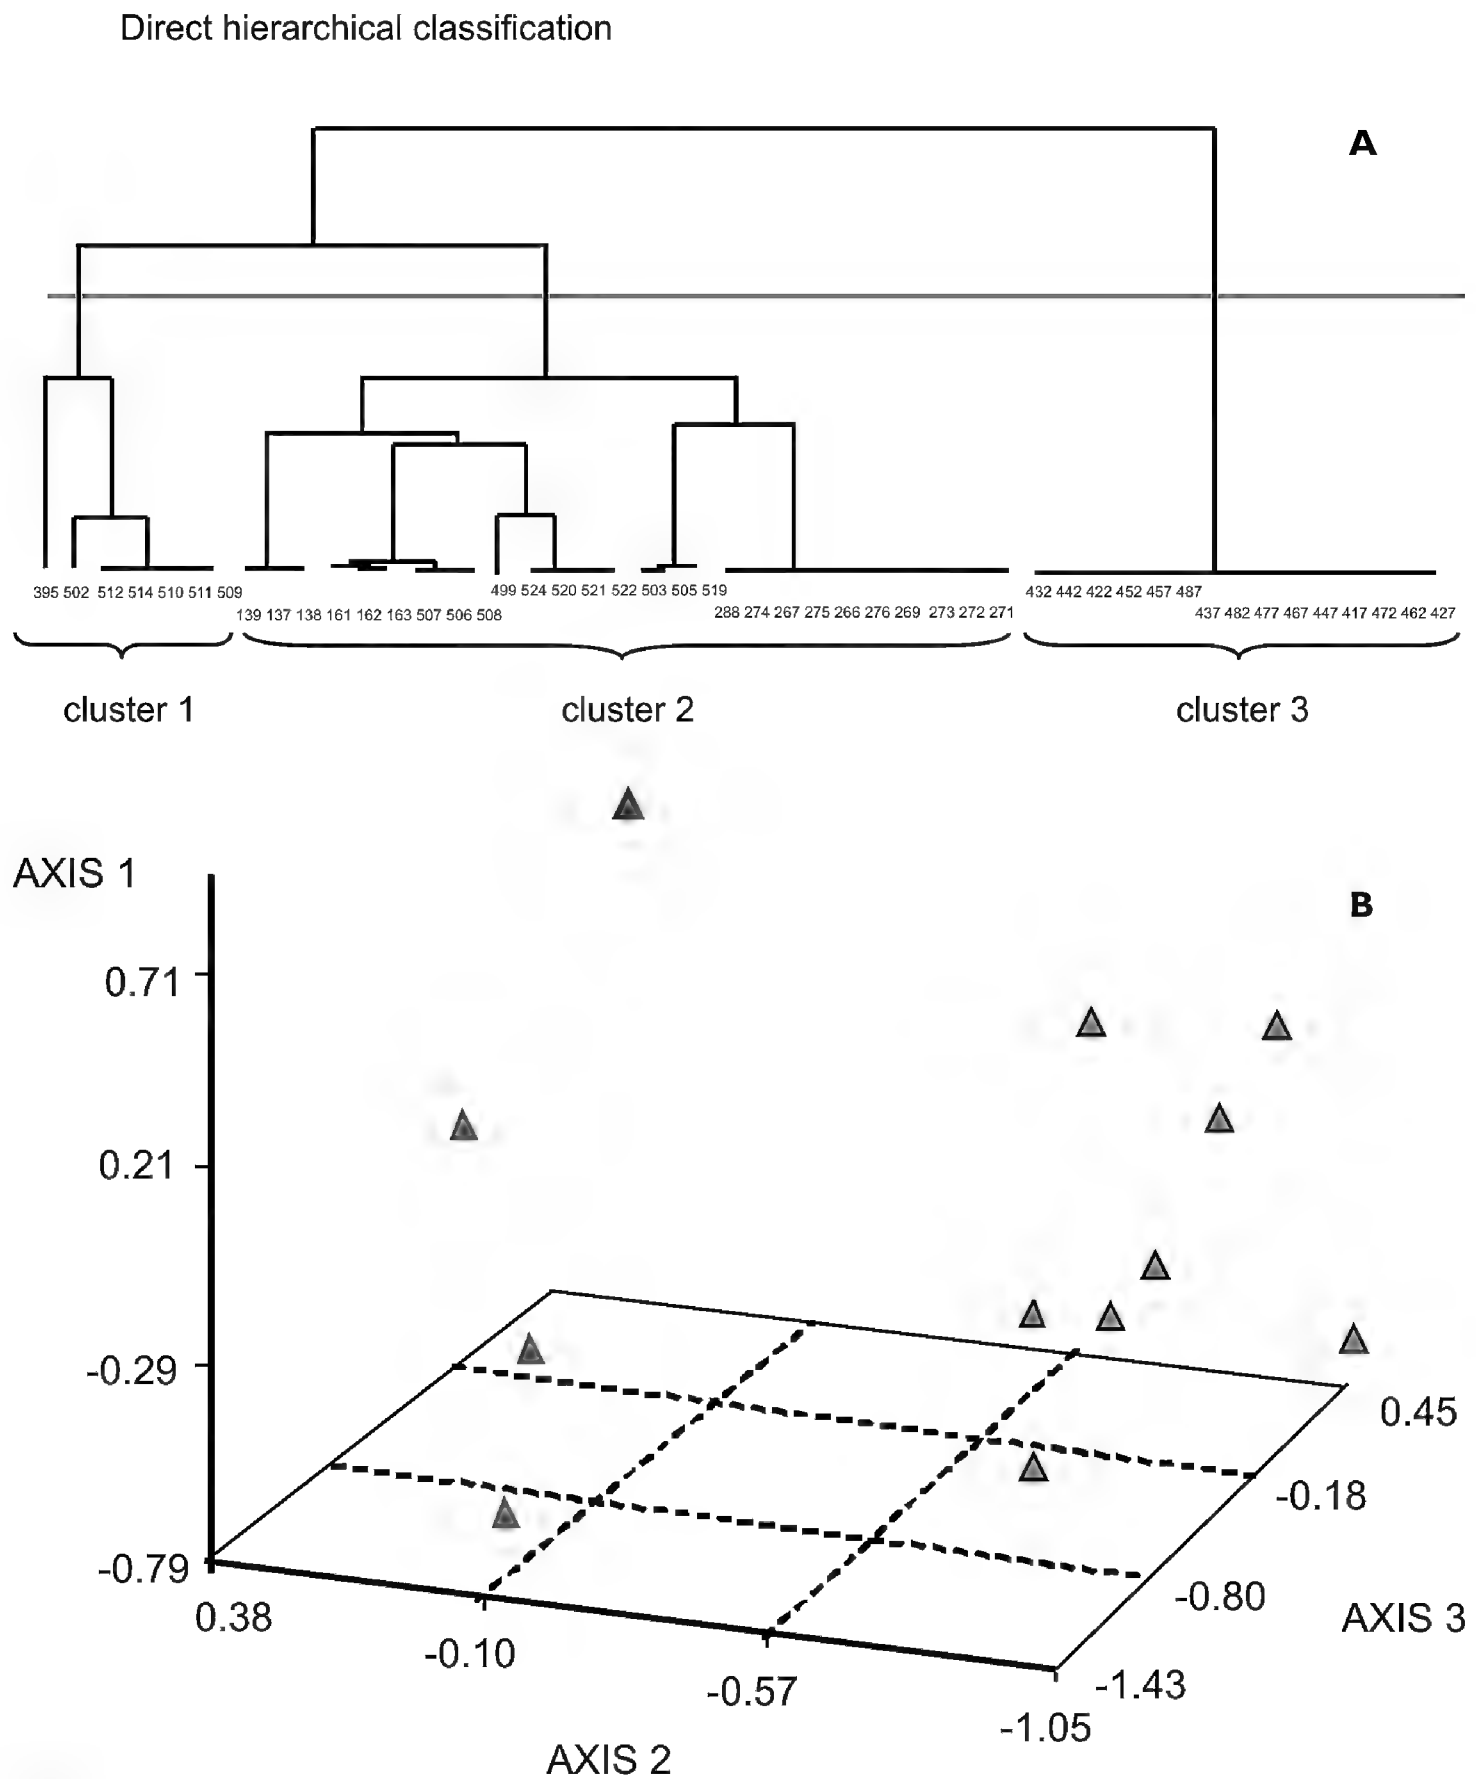 Direct hierarchical classification
A
395 502 512 514 510 511 509
499 524 520 521 522 503 505 519
432 442 422 452 457 487
139 137 138 161 162 163 507 506 508
288 274 267 275 266 276 269 273 272 271
437 482 477 467 447 417 472 462 427
cluster 1
cluster 2
cluster 3
AXIS 1
B
0.71
0.21
-0.29
-0.79
0.38
-0.10
-0.57
-1.05
AXIS 2
0.45
-0.18
-0.80
-1.43
AXIS 3